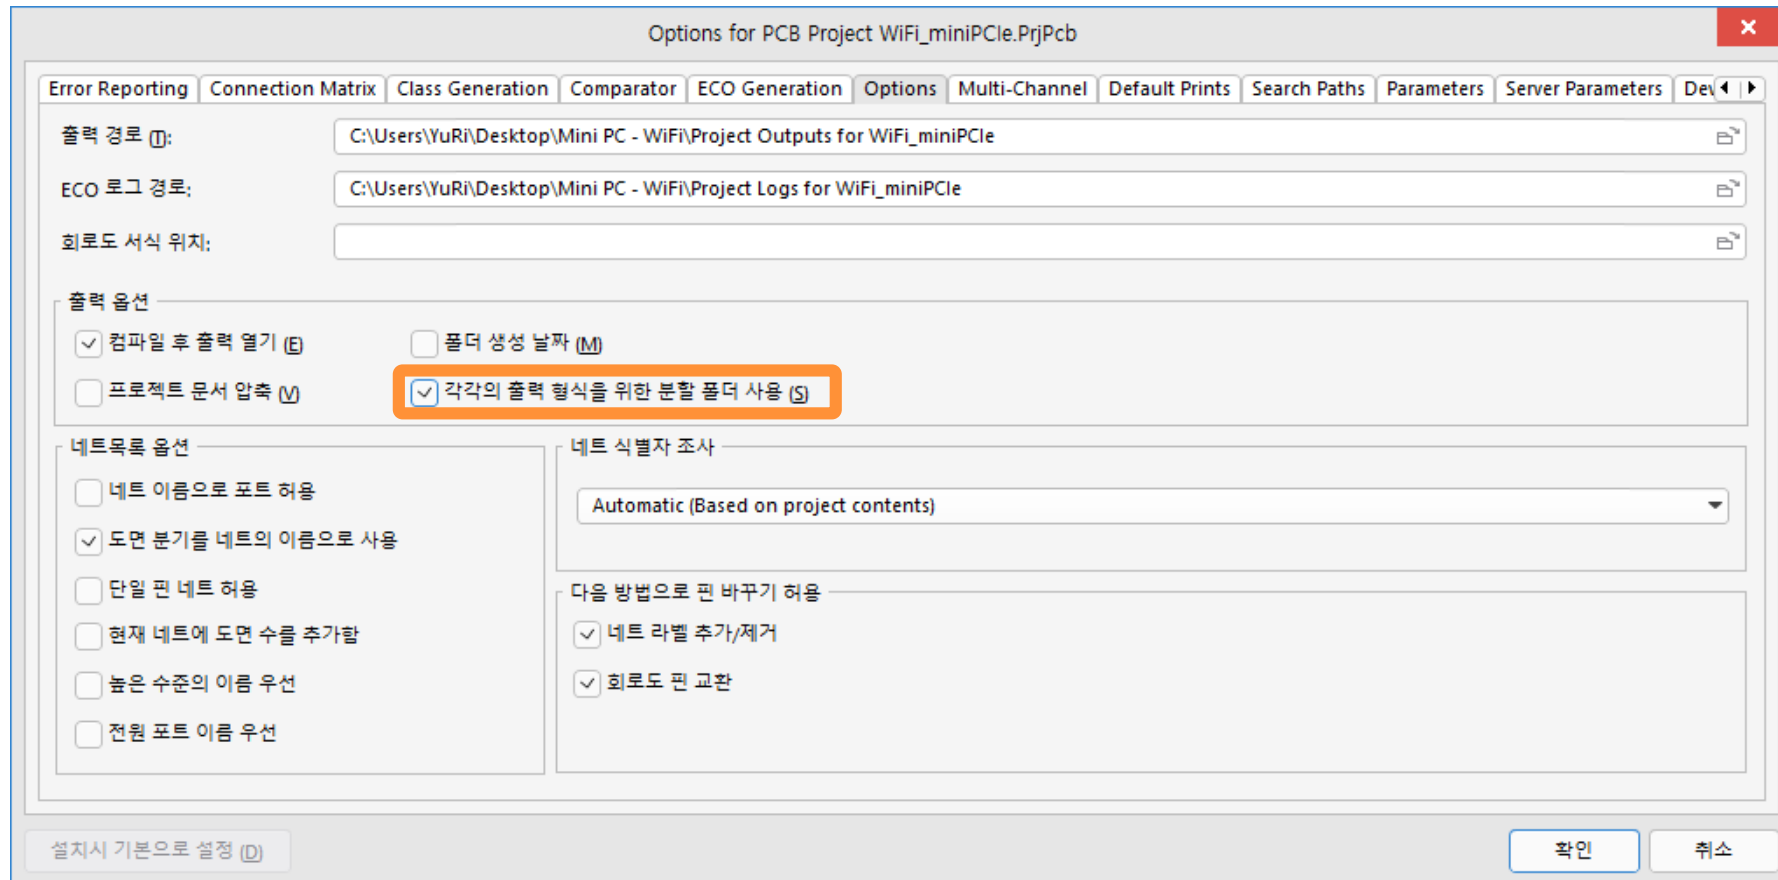 Options for PCB Project WiFi_miniPCIe.PrjPcb
Error Reporting Connection Matrix Class Generation Comparator ECO Generation Options Multi-Channel Default Prints Search Paths Parameters Server Parameters Dev
출력 경로 (T): C:\Users\YuRi\Desktop\Mini PC - WiFi\Project Outputs for WiFi_miniPCIe
ECO 로그 경로: C:\Users\YuRi\Desktop\Mini PC - WiFi\Project Logs for WiFi_miniPCIe
회로도 서식 위치:
출력 옵션
컴파일 후 출력 열기 (E) 폴더 생성 날짜 (M)
프로젝트 문서 압축 (V) 각각의 출력 형식을 위한 분할 폴더 사용 (S)
네트목록 옵션
네트 이름으로 포트 허용
도면 분기를 네트의 이름으로 사용
단일 핀 네트 허용
현재 네트에 도면 수를 추가함
높은 수준의 이름 우선
전원 포트 이름 우선
네트 식별자 조사
Automatic (Based on project contents)
다음 방법으로 핀 바꾸기 허용
네트 라벨 추가/제거
회로도 핀 교환
설치시 기본으로 설정 (D) 확인 취소